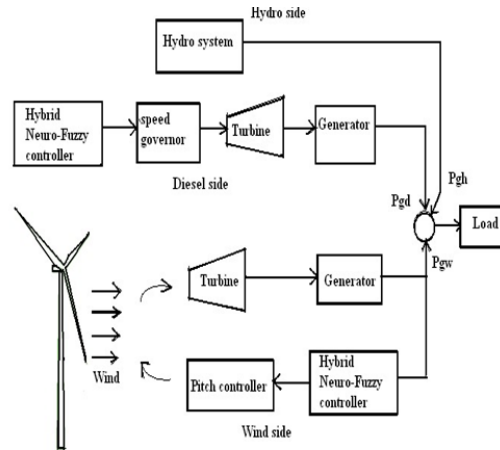 Hydro side
Hydro system
Hybrid
Neuro-Fuzzy
controller
speed
governor
Turbine
Generator
Diesel side
Pgd
Pgh
Load
Pgw
Turbine
Generator
Wind
Pitch controller
Hybrid
Neuro-Fuzzy
controller
Wind side